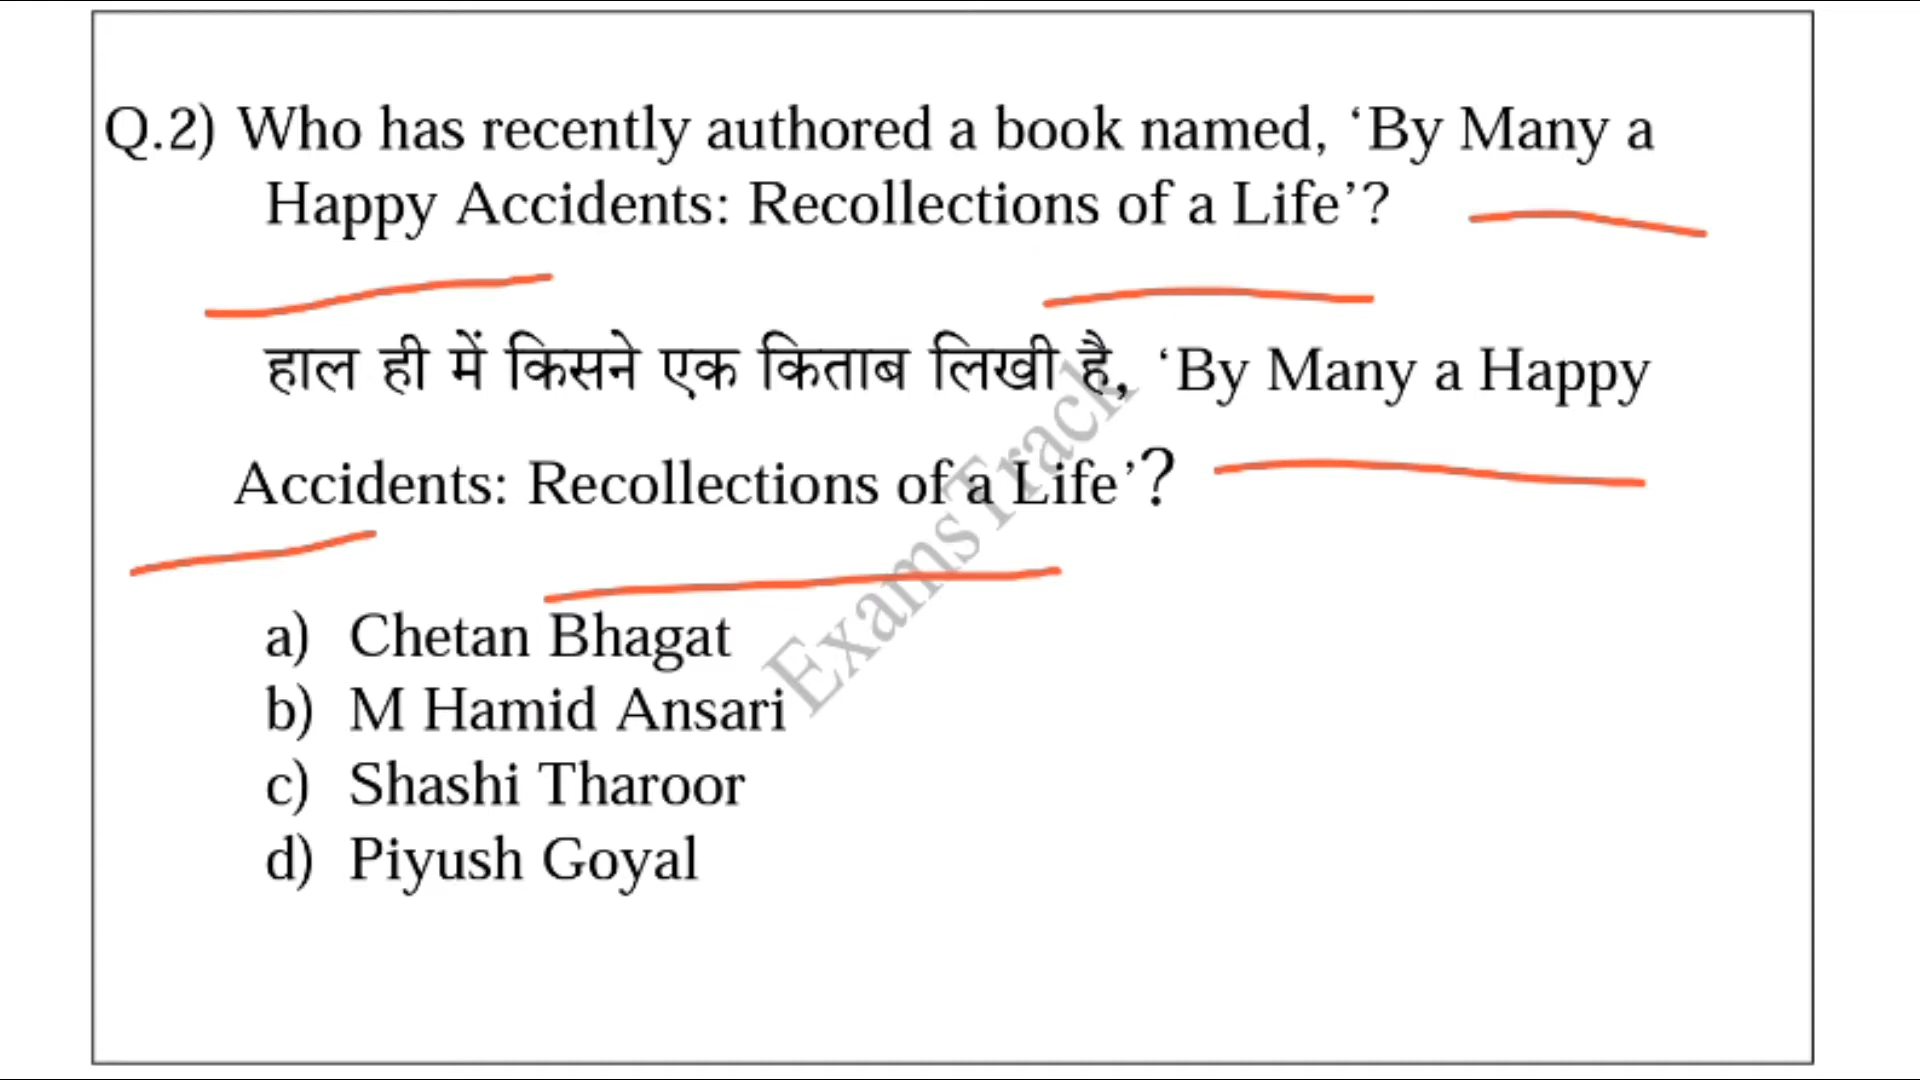 Q.2) Who has recently authored a book named, ‘By Many a
Happy Accidents: Recollections of a Life’?
हाल ही में किसने एक किताब लिखी है, ‘By Many a Happy
Accidents: Recollections of a Life’?
a) Chetan Bhagat
b) M Hamid Ansari
c) Shashi Tharoor
d) Piyush Goyal
ExamsTrack